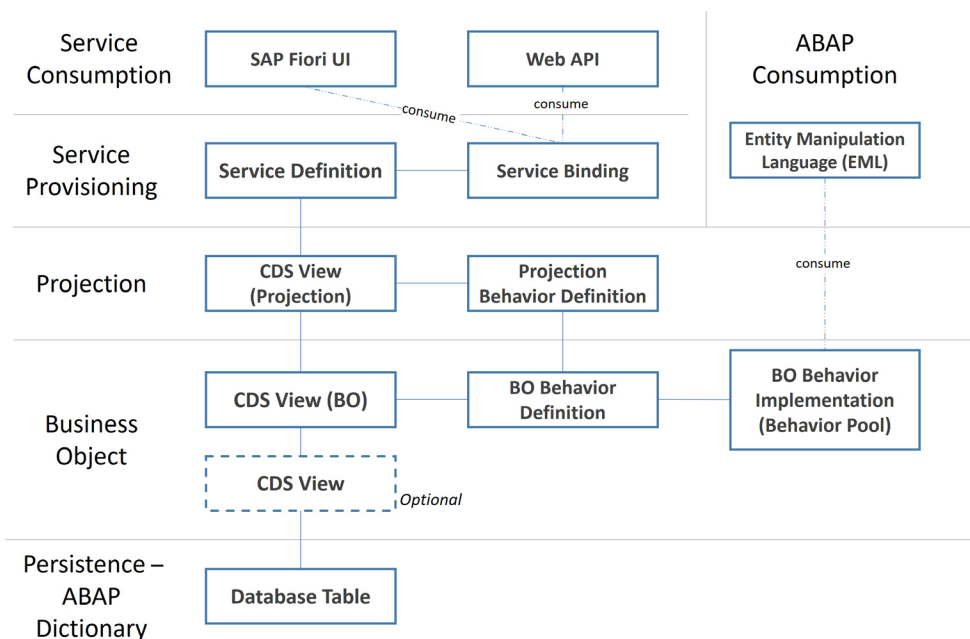 Service
Consumption
SAP Fiori UI
Web API
ABAP
Consumption
consume
consume
Service
Provisioning
Service Definition
Service Binding
Entity Manipulation
Language (EML)
Projection
CDS View
(Projection)
Projection
Behavior Definition
consume
Business
Object
CDS View (BO)
BO Behavior
Definition
BO Behavior
Implementation
(Behavior Pool)
CDS View
Optional
Persistence –
ABAP
Dictionary
Database Table